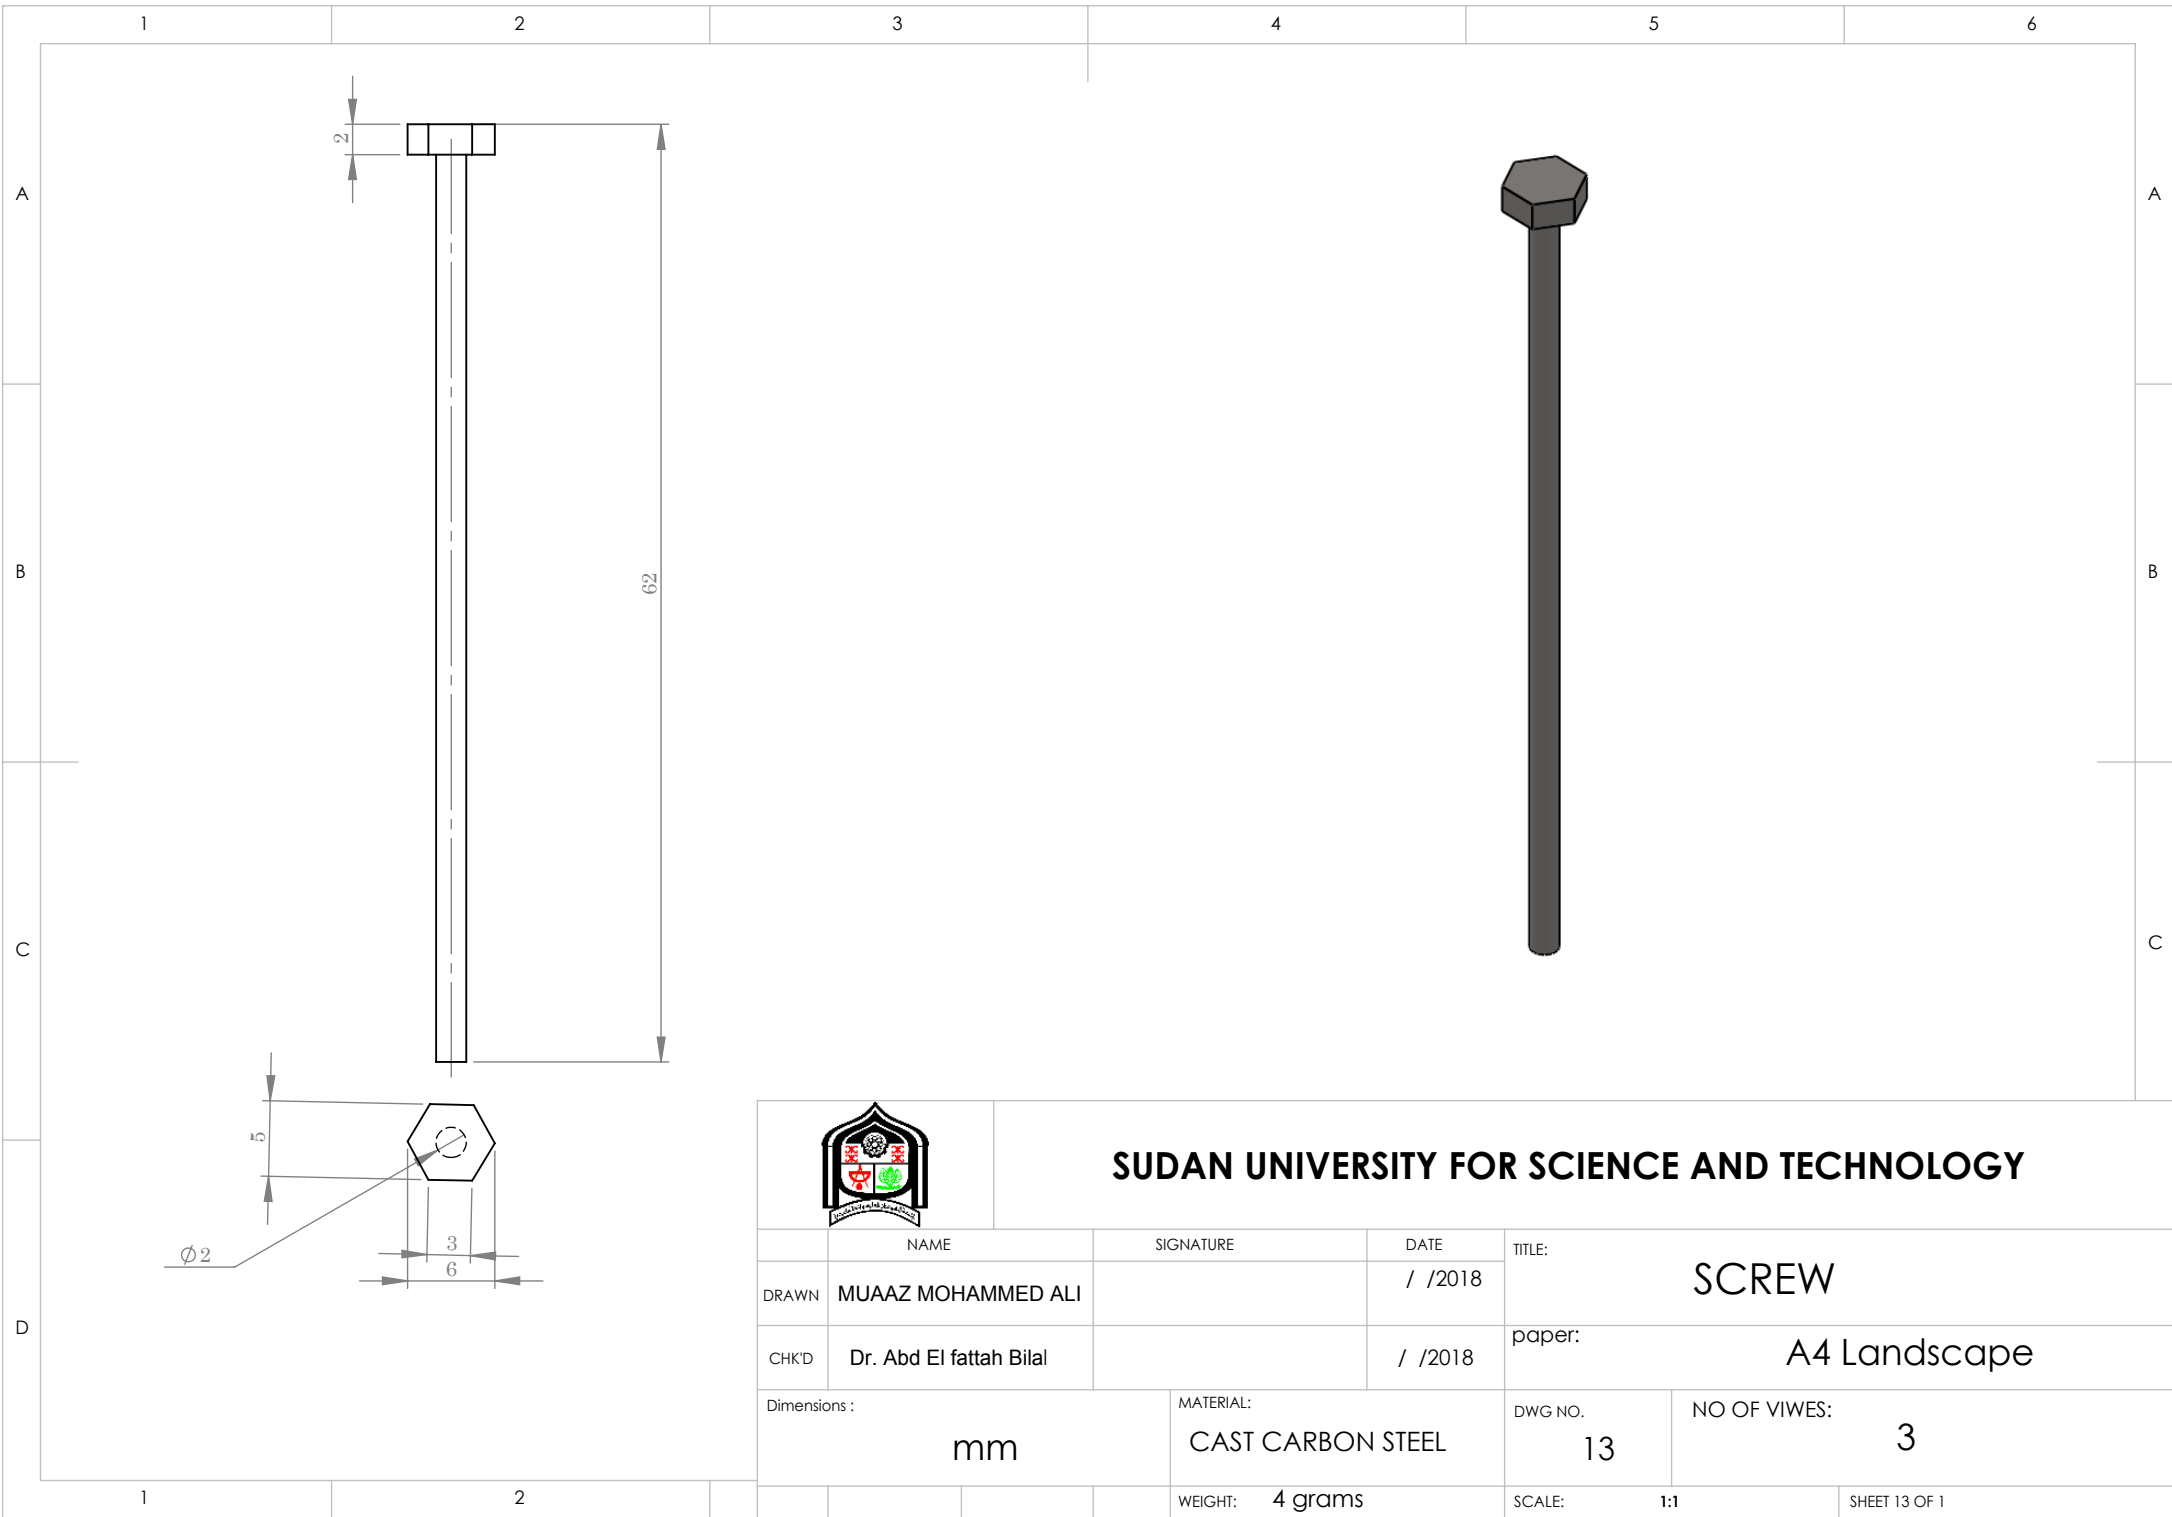 1 2 3 4 5 6
A A
B B
C C
D
2
62
5
∅2
3
6
SUDAN UNIVERSITY FOR SCIENCE AND TECHNOLOGY
NAME SIGNATURE DATE
DRAWN MUAAZ MOHAMMED ALI / /2018
CHK'D Dr. Abd El fattah Bilal / /2018
TITLE:
SCREW
paper:
A4 Landscape
Dimensions :
mm
MATERIAL:
CAST CARBON STEEL
DWG NO.
13
NO OF VIWES:
3
WEIGHT: 4 grams
SCALE: 1:1
SHEET 13 OF 1
1 2